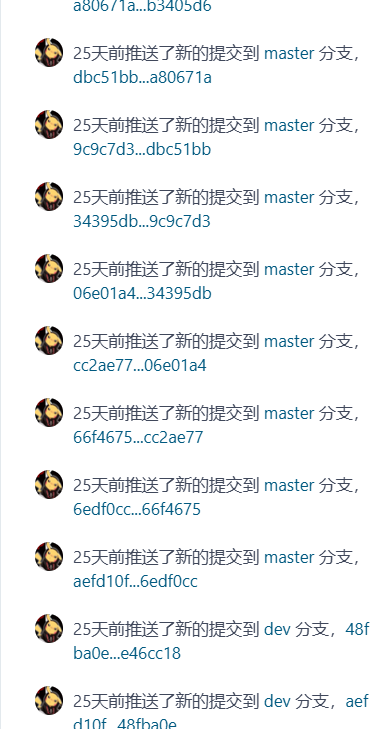 a80671a...b3405d6
25天前推送了新的提交到 master 分支，
dbc51bb...a80671a
25天前推送了新的提交到 master 分支，
9c9c7d3...dbc51bb
25天前推送了新的提交到 master 分支，
34395db...9c9c7d3
25天前推送了新的提交到 master 分支，
06e01a4...34395db
25天前推送了新的提交到 master 分支，
cc2ae77...06e01a4
25天前推送了新的提交到 master 分支，
66f4675...cc2ae77
25天前推送了新的提交到 master 分支，
6edf0cc...66f4675
25天前推送了新的提交到 master 分支，
aefd10f...6edf0cc
25天前推送了新的提交到 dev 分支，48f
ba0e...e46cc18
25天前推送了新的提交到 dev 分支，aef
d10f...48fba0e